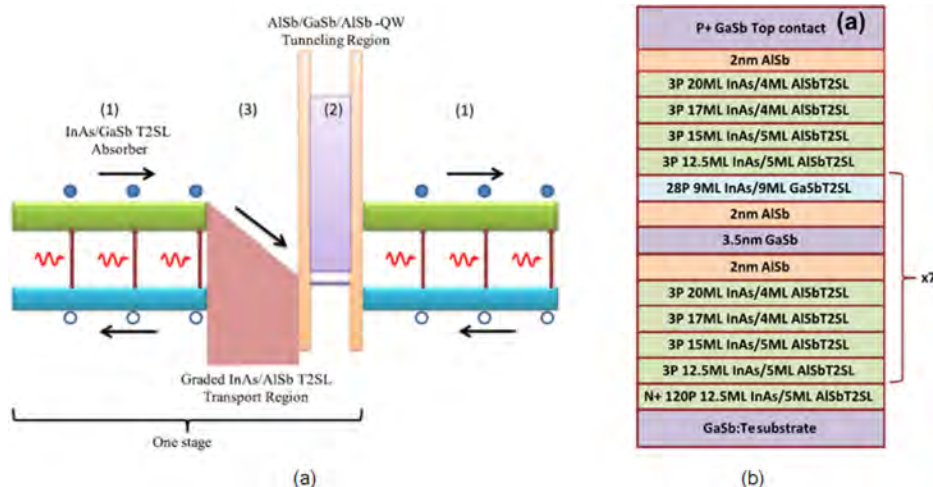 AlSb/GaSb/AlSb -QW
Tunneling Region
(1)
(3)
(2)
(1)
InAs/GaSb T2SL
Absorber
Graded InAs/AlSb T2SL
Transport Region
One stage
(a)
P+ GaSb Top contact
(a)
2nm AlSb
3P 20ML InAs/4ML AlSbT2SL
3P 17ML InAs/4ML AlSbT2SL
3P 15ML InAs/5ML AlSbT2SL
3P 12.5ML InAs/5ML AlSbT2SL
28P 9ML InAs/9ML GaSbT2SL
2nm AlSb
3.5nm GaSb
2nm AlSb
x7
3P 20ML InAs/4ML AlSbT2SL
3P 17ML InAs/4ML AlSbT2SL
3P 15ML InAs/5ML AlSbT2SL
3P 12.5ML InAs/5ML AlSbT2SL
N+ 120P 12.5ML InAs/5ML AlSbT2SL
GaSb:Te substrate
(b)